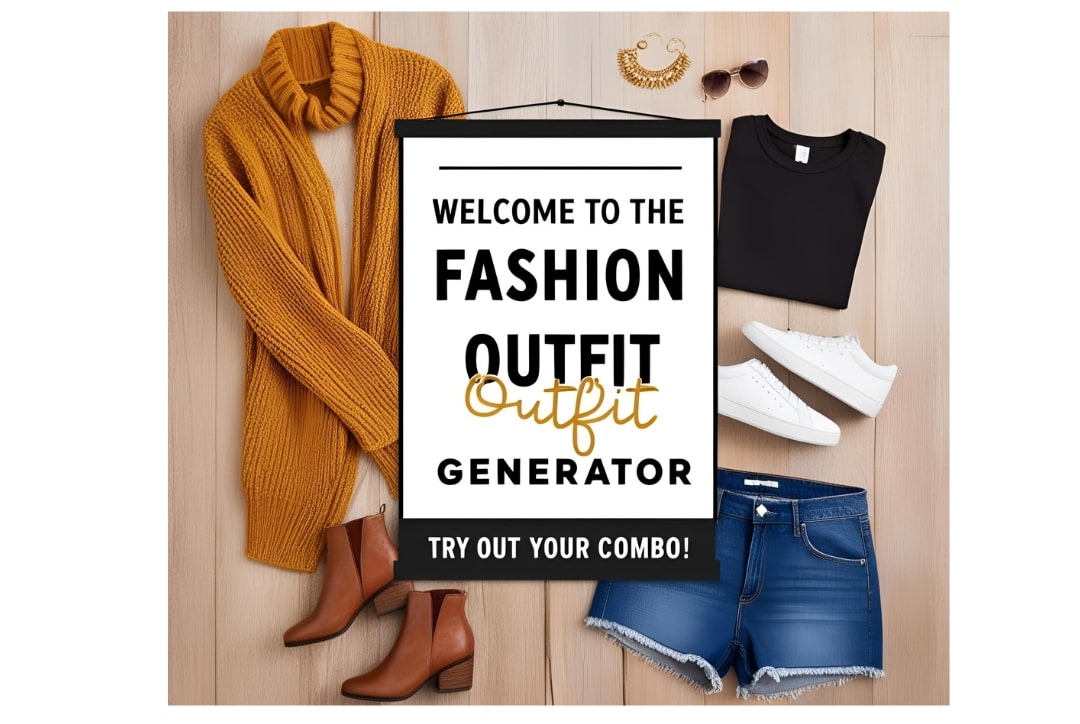 WELCOME TO THE
FASHION
OUTFIT
Outfit
GENERATOR
TRY OUT YOUR COMBO!